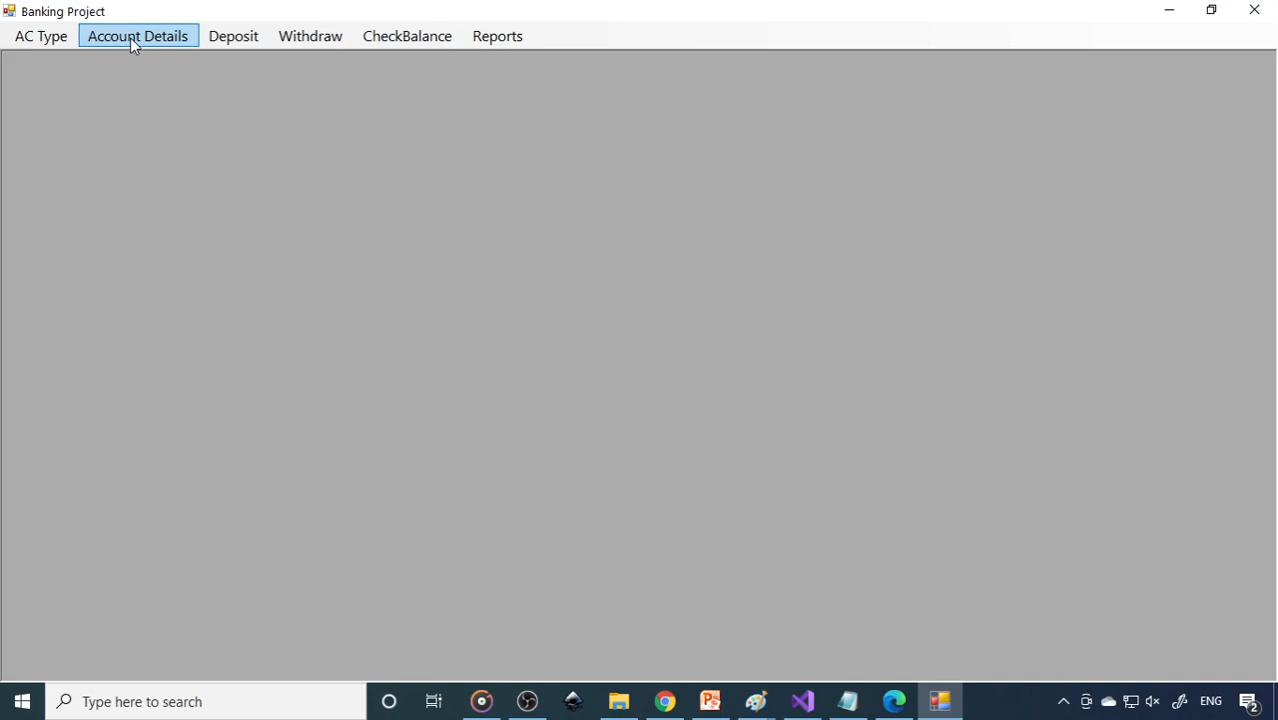 Banking Project
AC Type Account Details Deposit Withdraw CheckBalance Reports
Type here to search ENG 2